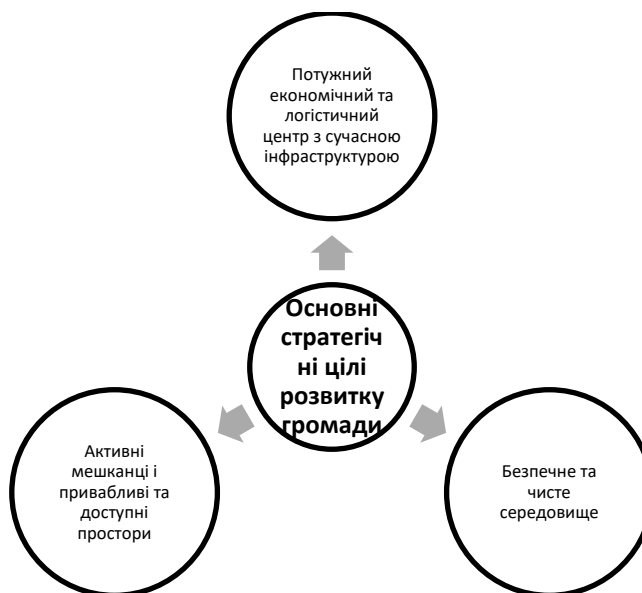 Потужний
економічний та
логістичний
центр з сучасною
інфраструктурою
Основні
стратегіч
ні цілі
розвитку
громади
Активні
мешканці і
привабливі та
доступні
простори
Безпечне та
чисте
середовище